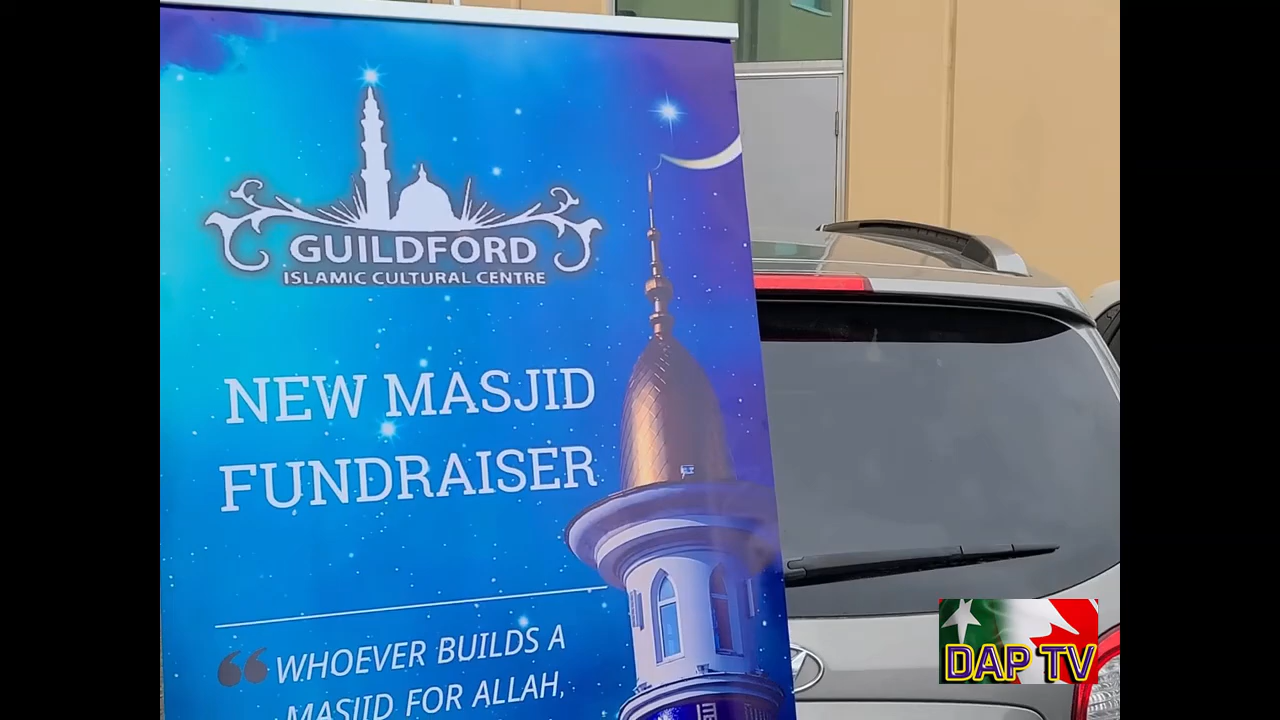 GUILDFORD
ISLAMIC CULTURAL CENTRE
NEW MASJID
FUNDRAISER
“WHOEVER BUILDS A
MASJID FOR ALLAH,
DAP TV